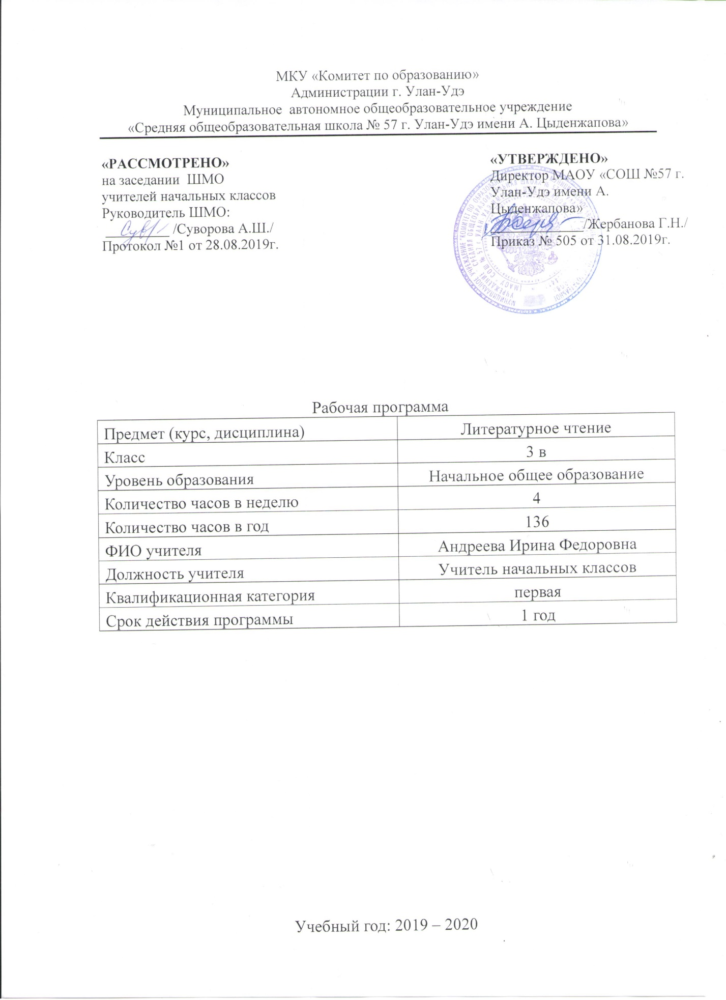 МКУ «Комитет по образованию»
Администрации г. Улан-Удэ
Муниципальное автономное общеобразовательное учреждение
«Средняя общеобразовательная школа № 57 г. Улан-Удэ имени А. Цыденжапова»
«РАССМОТРЕНО»
на заседании ШМО
учителей начальных классов
Руководитель ШМО:
/Суворова А.Ш./
Протокол №1 от 28.08.2019г.
«УТВЕРЖДЕНО»
Директор МАОУ «СОШ №57 г.
Улан-Удэ имени А.
Цыденжапова»
/Жербанова Г.Н./
Приказ № 505 от 31.08.2019г.
Рабочая программа
Предмет (курс, дисциплина) Литературное чтение
Класс 3 в
Уровень образования Начальное общее образование
Количество часов в неделю 4
Количество часов в год 136
ФИО учителя Андреева Ирина Федоровна
Должность учителя Учитель начальных классов
Квалификационная категория первая
Срок действия программы 1 год
Учебный год: 2019 – 2020